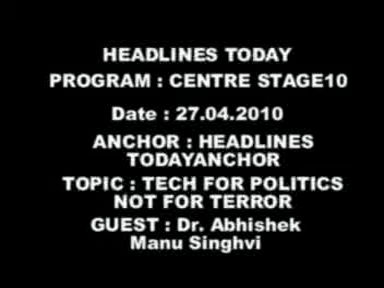 HEADLINES TODAY
PROGRAM : CENTRE STAGE10
Date : 27.04.2010
ANCHOR : HEADLINES
TODAYANCHOR
TOPIC : TECH FOR POLITICS
NOT FOR TERROR
GUEST : Dr. Abhishek
Manu Singhvi